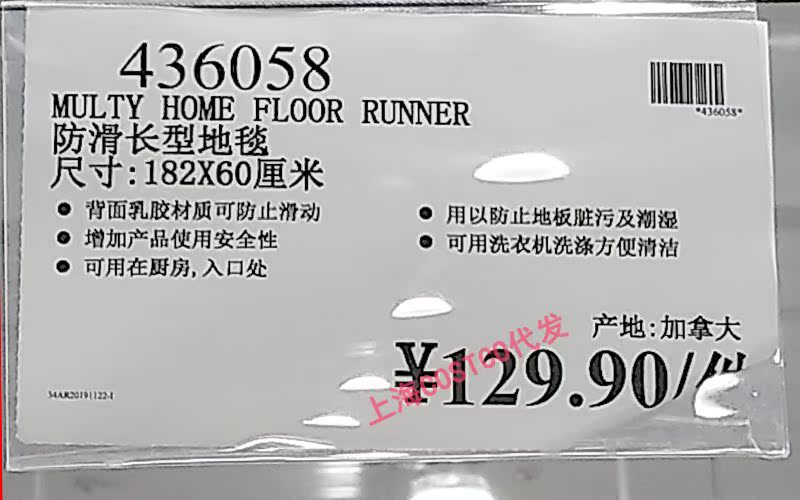 436058
*436058*
MULTY HOME FLOOR RUNNER
防滑长型地毯
尺寸:182X60厘米
• 背面乳胶材质可防止滑动
• 增加产品使用安全性
• 可用在厨房,入口处
• 用以防止地板脏污及潮湿
• 可用洗衣机洗涤方便清洁
产地:加拿大
¥129.90/件
上海COSTCO代发
34AR20191122-1